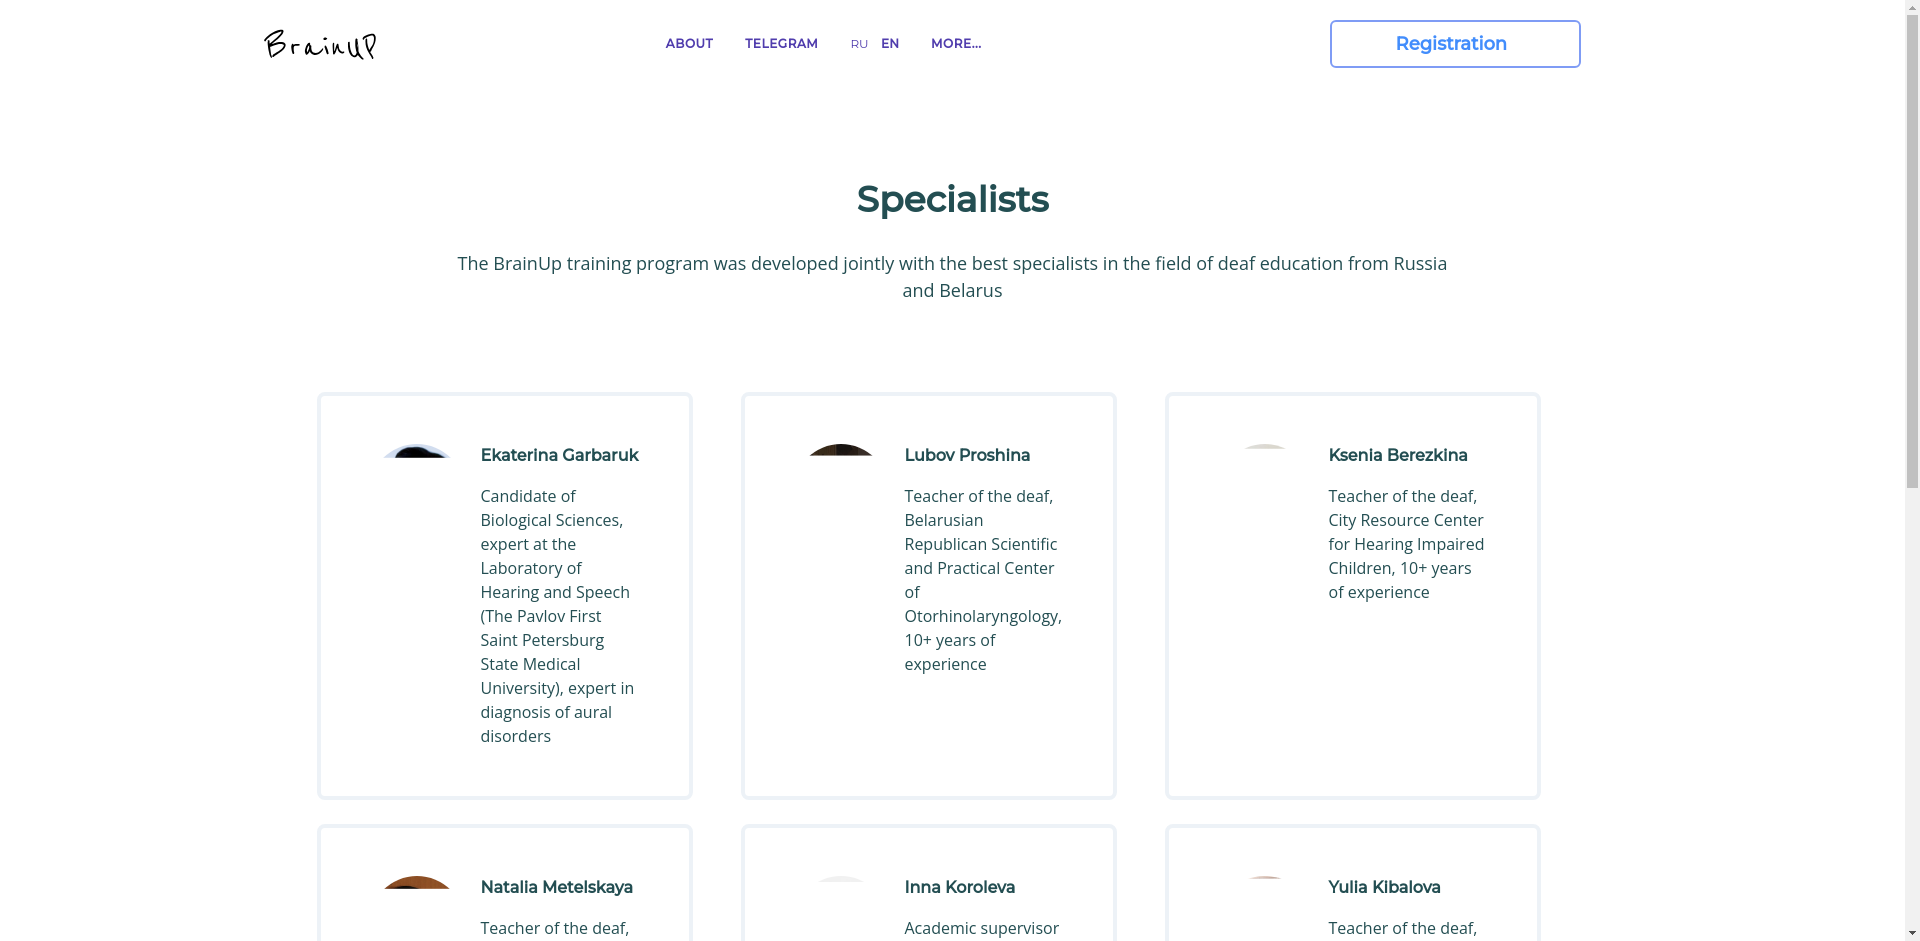 BrainUP
ABOUT
TELEGRAM
RU
EN
MORE...
Registration
Specialists
The BrainUp training program was developed jointly with the best specialists in the field of deaf education from Russia
and Belarus
Ekaterina Garbaruk
Candidate of
Biological Sciences,
expert at the
Laboratory of
Hearing and Speech
(The Pavlov First
Saint Petersburg
State Medical
University), expert in
diagnosis of aural
disorders
Lubov Proshina
Teacher of the deaf,
Belarusian
Republican Scientific
and Practical Center
of
Otorhinolaryngology,
10+ years of
experience
Ksenia Berezkina
Teacher of the deaf,
City Resource Center
for Hearing Impaired
Children, 10+ years
of experience
Natalia Metelskaya
Teacher of the deaf,
Inna Koroleva
Academic supervisor
Yulia Kibalova
Teacher of the deaf,